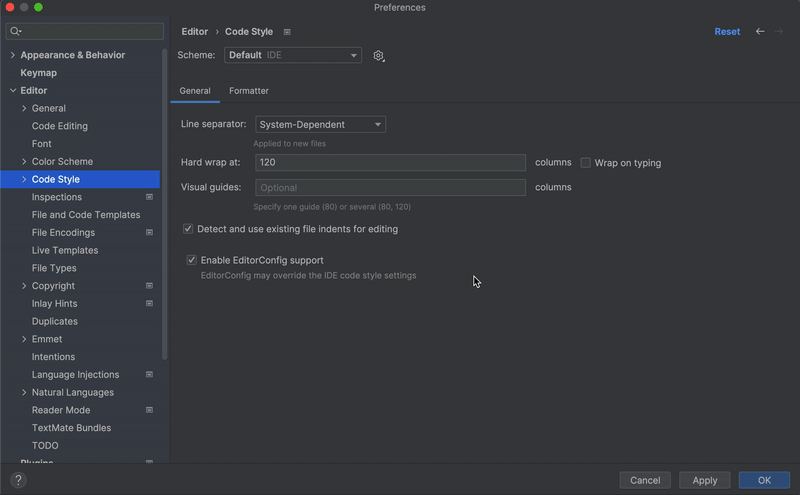 Preferences
Editor › Code Style
Reset
Scheme: Default IDE
Appearance & Behavior
Keymap
Editor
General
Code Editing
Font
Color Scheme
Code Style
Inspections
File and Code Templates
File Encodings
Live Templates
File Types
Copyright
Inlay Hints
Duplicates
Emmet
Intentions
Language Injections
Natural Languages
Reader Mode
TextMate Bundles
TODO
Plugins
General Formatter
Line separator: System-Dependent
Applied to new files
Hard wrap at: 120 columns Wrap on typing
Visual guides: Optional columns
Specify one guide (80) or several (80, 120)
Detect and use existing file indents for editing
Enable EditorConfig support
EditorConfig may override the IDE code style settings
? Cancel Apply OK